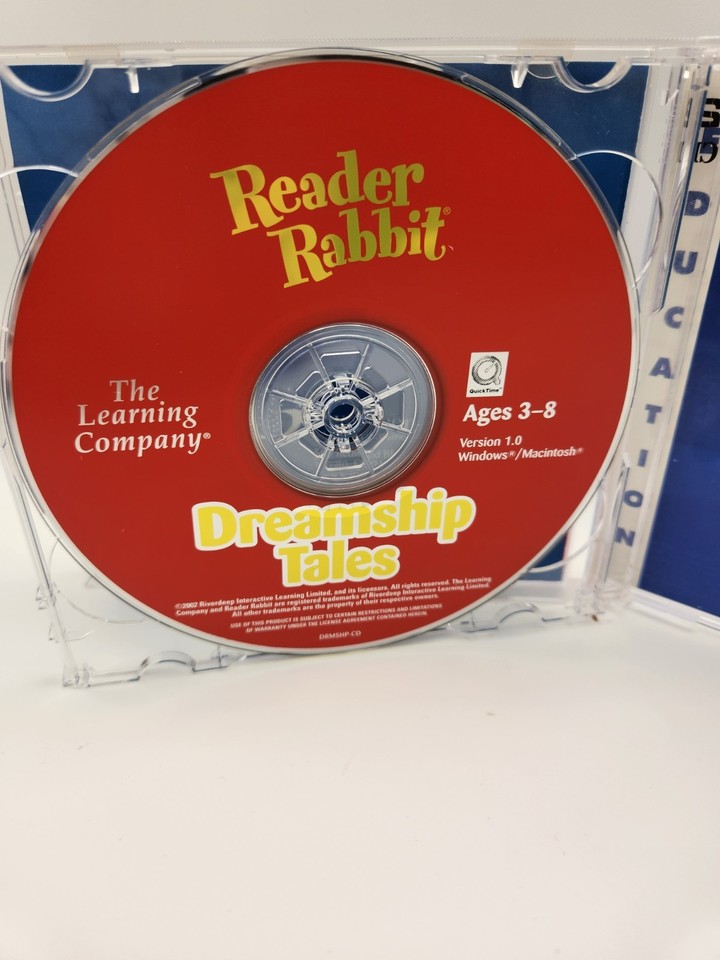 Reader
Rabbit®
The
Learning
Company®
QuickTime™
Ages 3–8
Version 1.0
Windows®/Macintosh®
Dreamship
Tales
©2002 Riverdeep Interactive Learning Limited, and its licensors. All rights reserved. The Learning
Company and Reader Rabbit are registered trademarks of Riverdeep Interactive Learning Limited.
All other trademarks are the property of their respective owners.
USE OF THIS PRODUCT IS SUBJECT TO CERTAIN RESTRICTIONS AND LIMITATIONS
OF WARRANTY UNDER THE LICENSE AGREEMENT CONTAINED HEREIN.
DRMSHP-CD
DUCATION